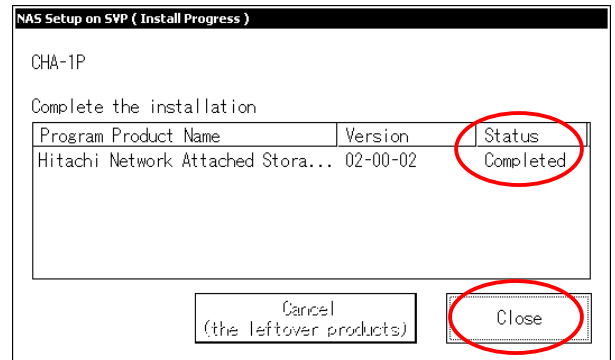 NAS Setup on SVP ( Install Progress )
CHA-1P
Complete the installation
Program Product Name Version Status
Hitachi Network Attached Stora... 02-00-02 Completed
Cancel
(the leftover products)
Close